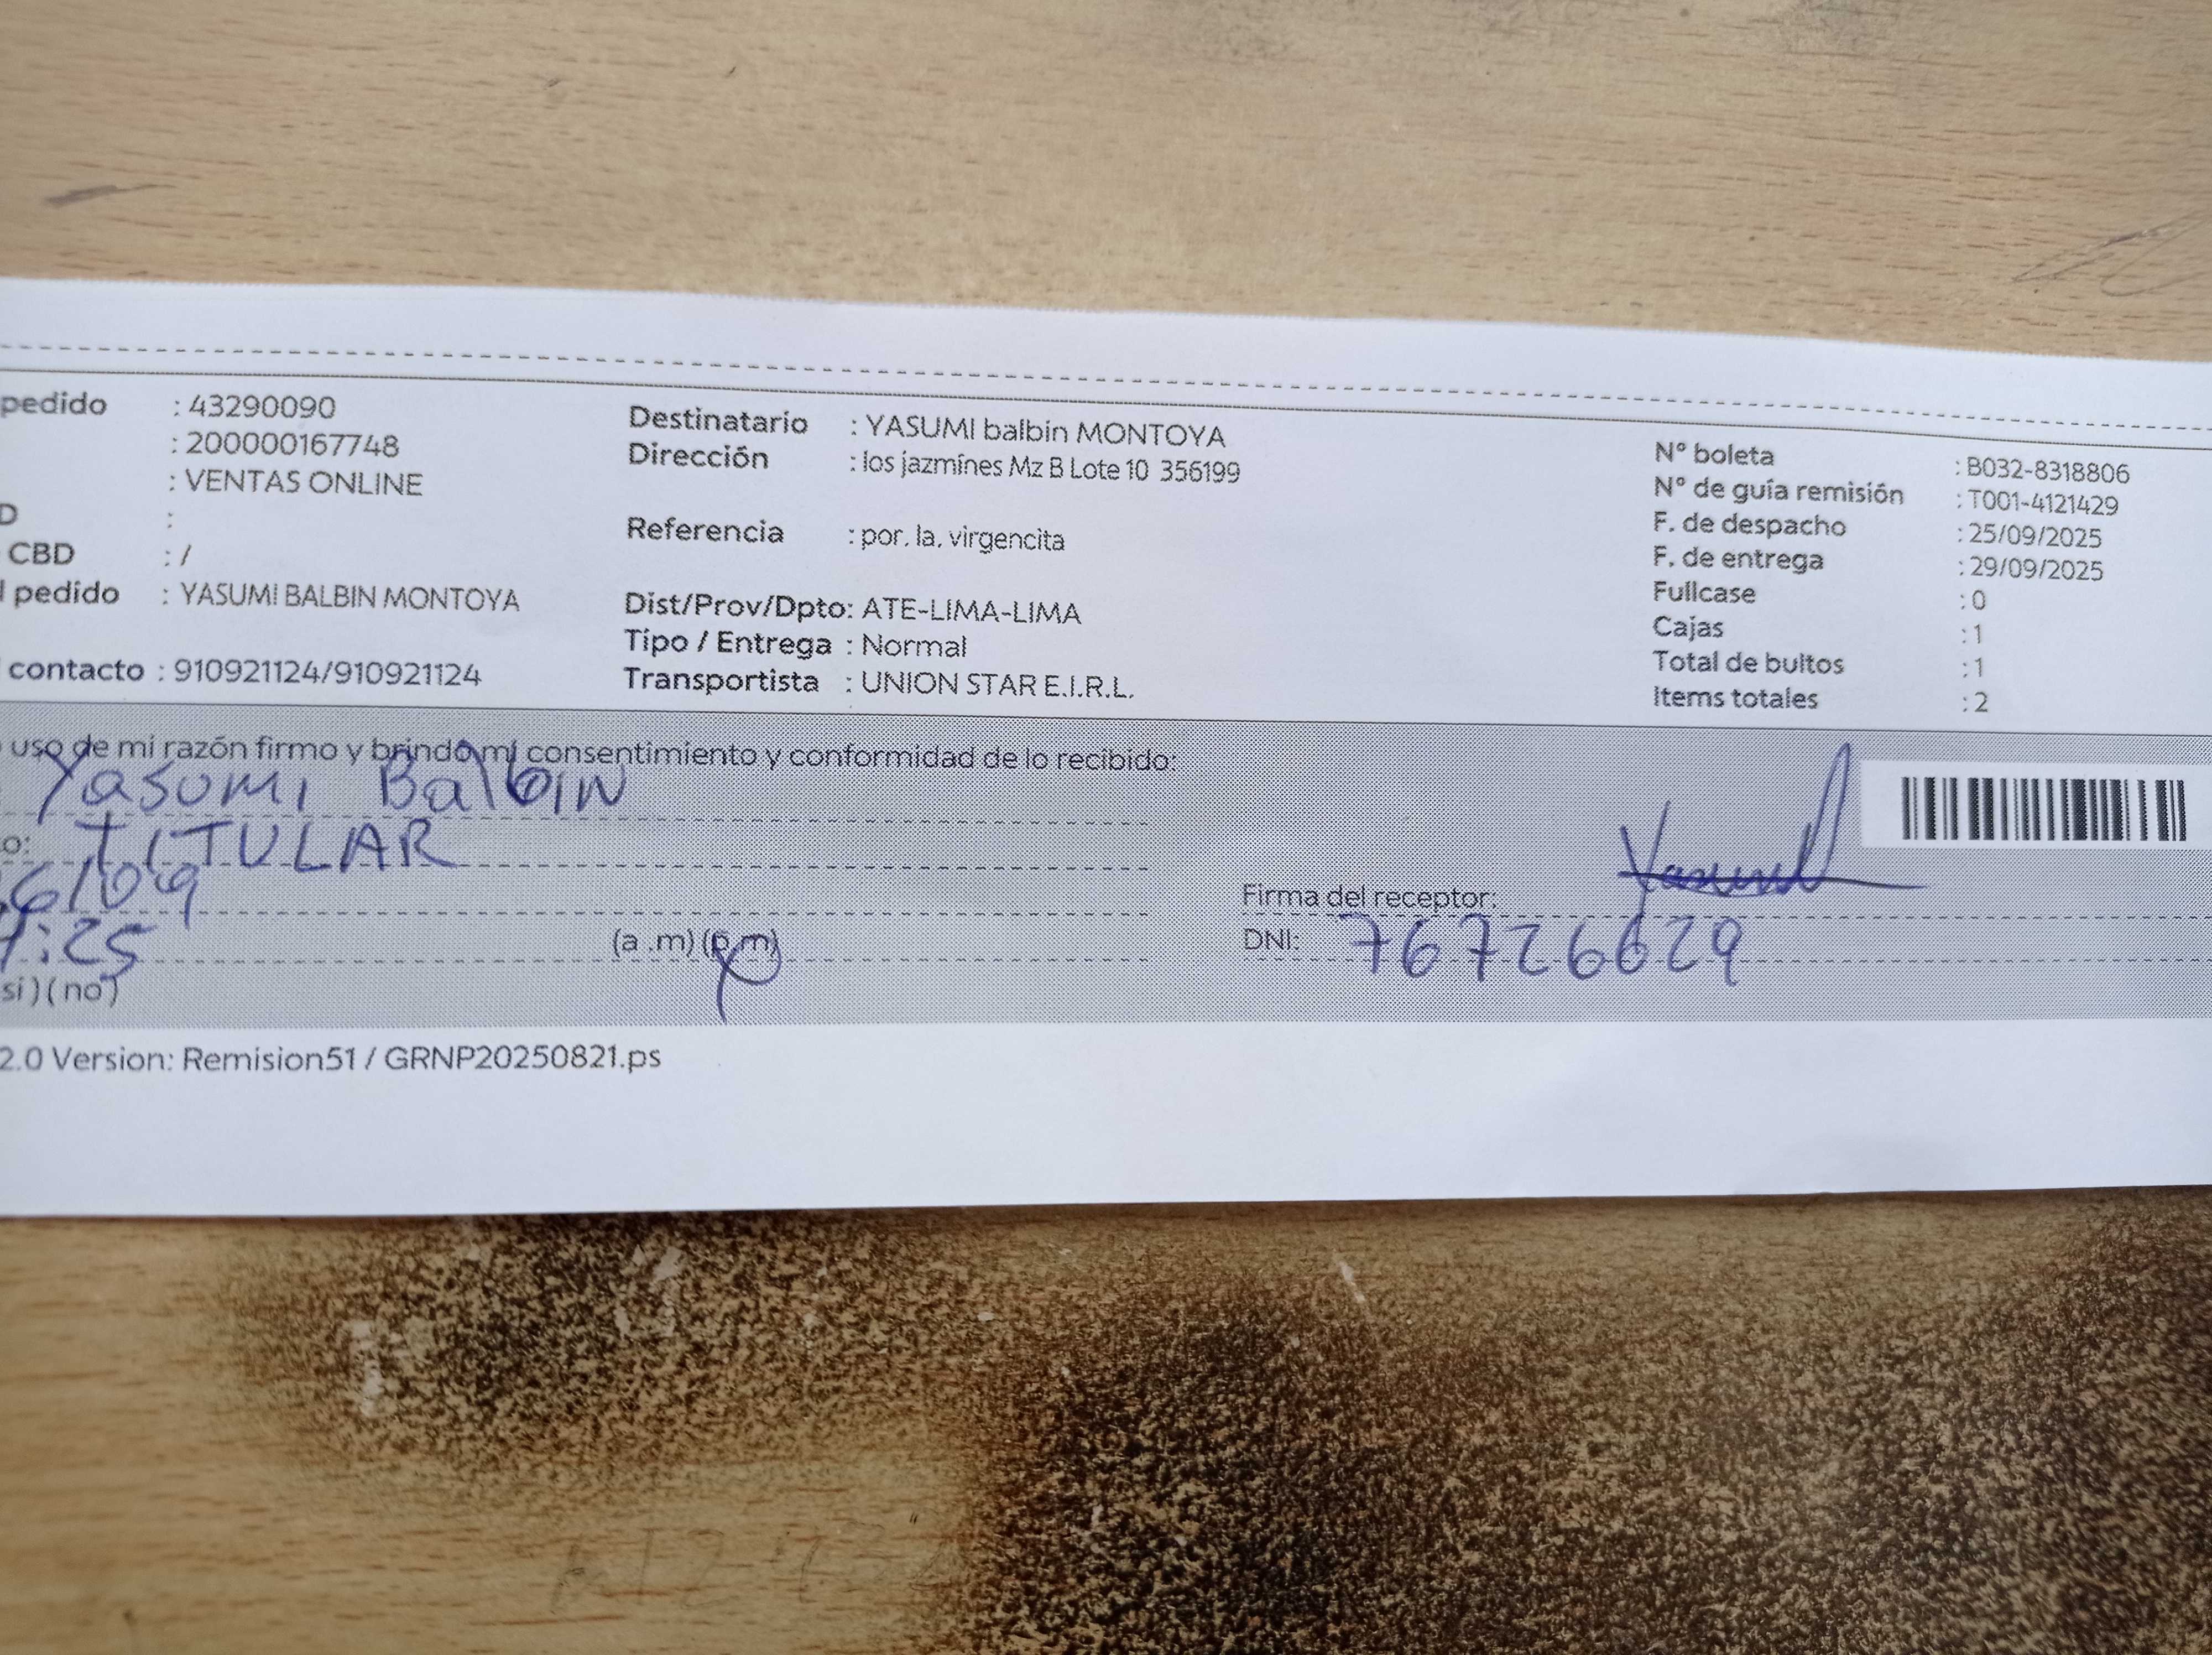 pedido : 43290090
: 200000167748
: VENTAS ONLINE
D :
CBD : /
l pedido : YASUMI BALBIN MONTOYA
contacto : 910921124/910921124
Destinatario : YASUMI balbin MONTOYA
Dirección : los jazmínes Mz B Lote 10 356199
Referencia : por. la. virgencita
Dist/Prov/Dpto: ATE-LIMA-LIMA
Tipo / Entrega : Normal
Transportista : UNION STAR E.I.R.L.
N° boleta : B032-8318806
N° de guía remisión : T001-4121429
F. de despacho : 25/09/2025
F. de entrega : 29/09/2025
Fullcase : 0
Cajas : 1
Total de bultos : 1
Items totales : 2
uso de mi razón firmo y brindo mi consentimiento y conformidad de lo recibido:
Yasumi Balbin
o: TITULAR
6/09
:25 (a .m) (p.m)
si ) ( no )
Firma del receptor: Yasumi
DNI: 76726629
2.0 Version: Remision51 / GRNP20250821.ps